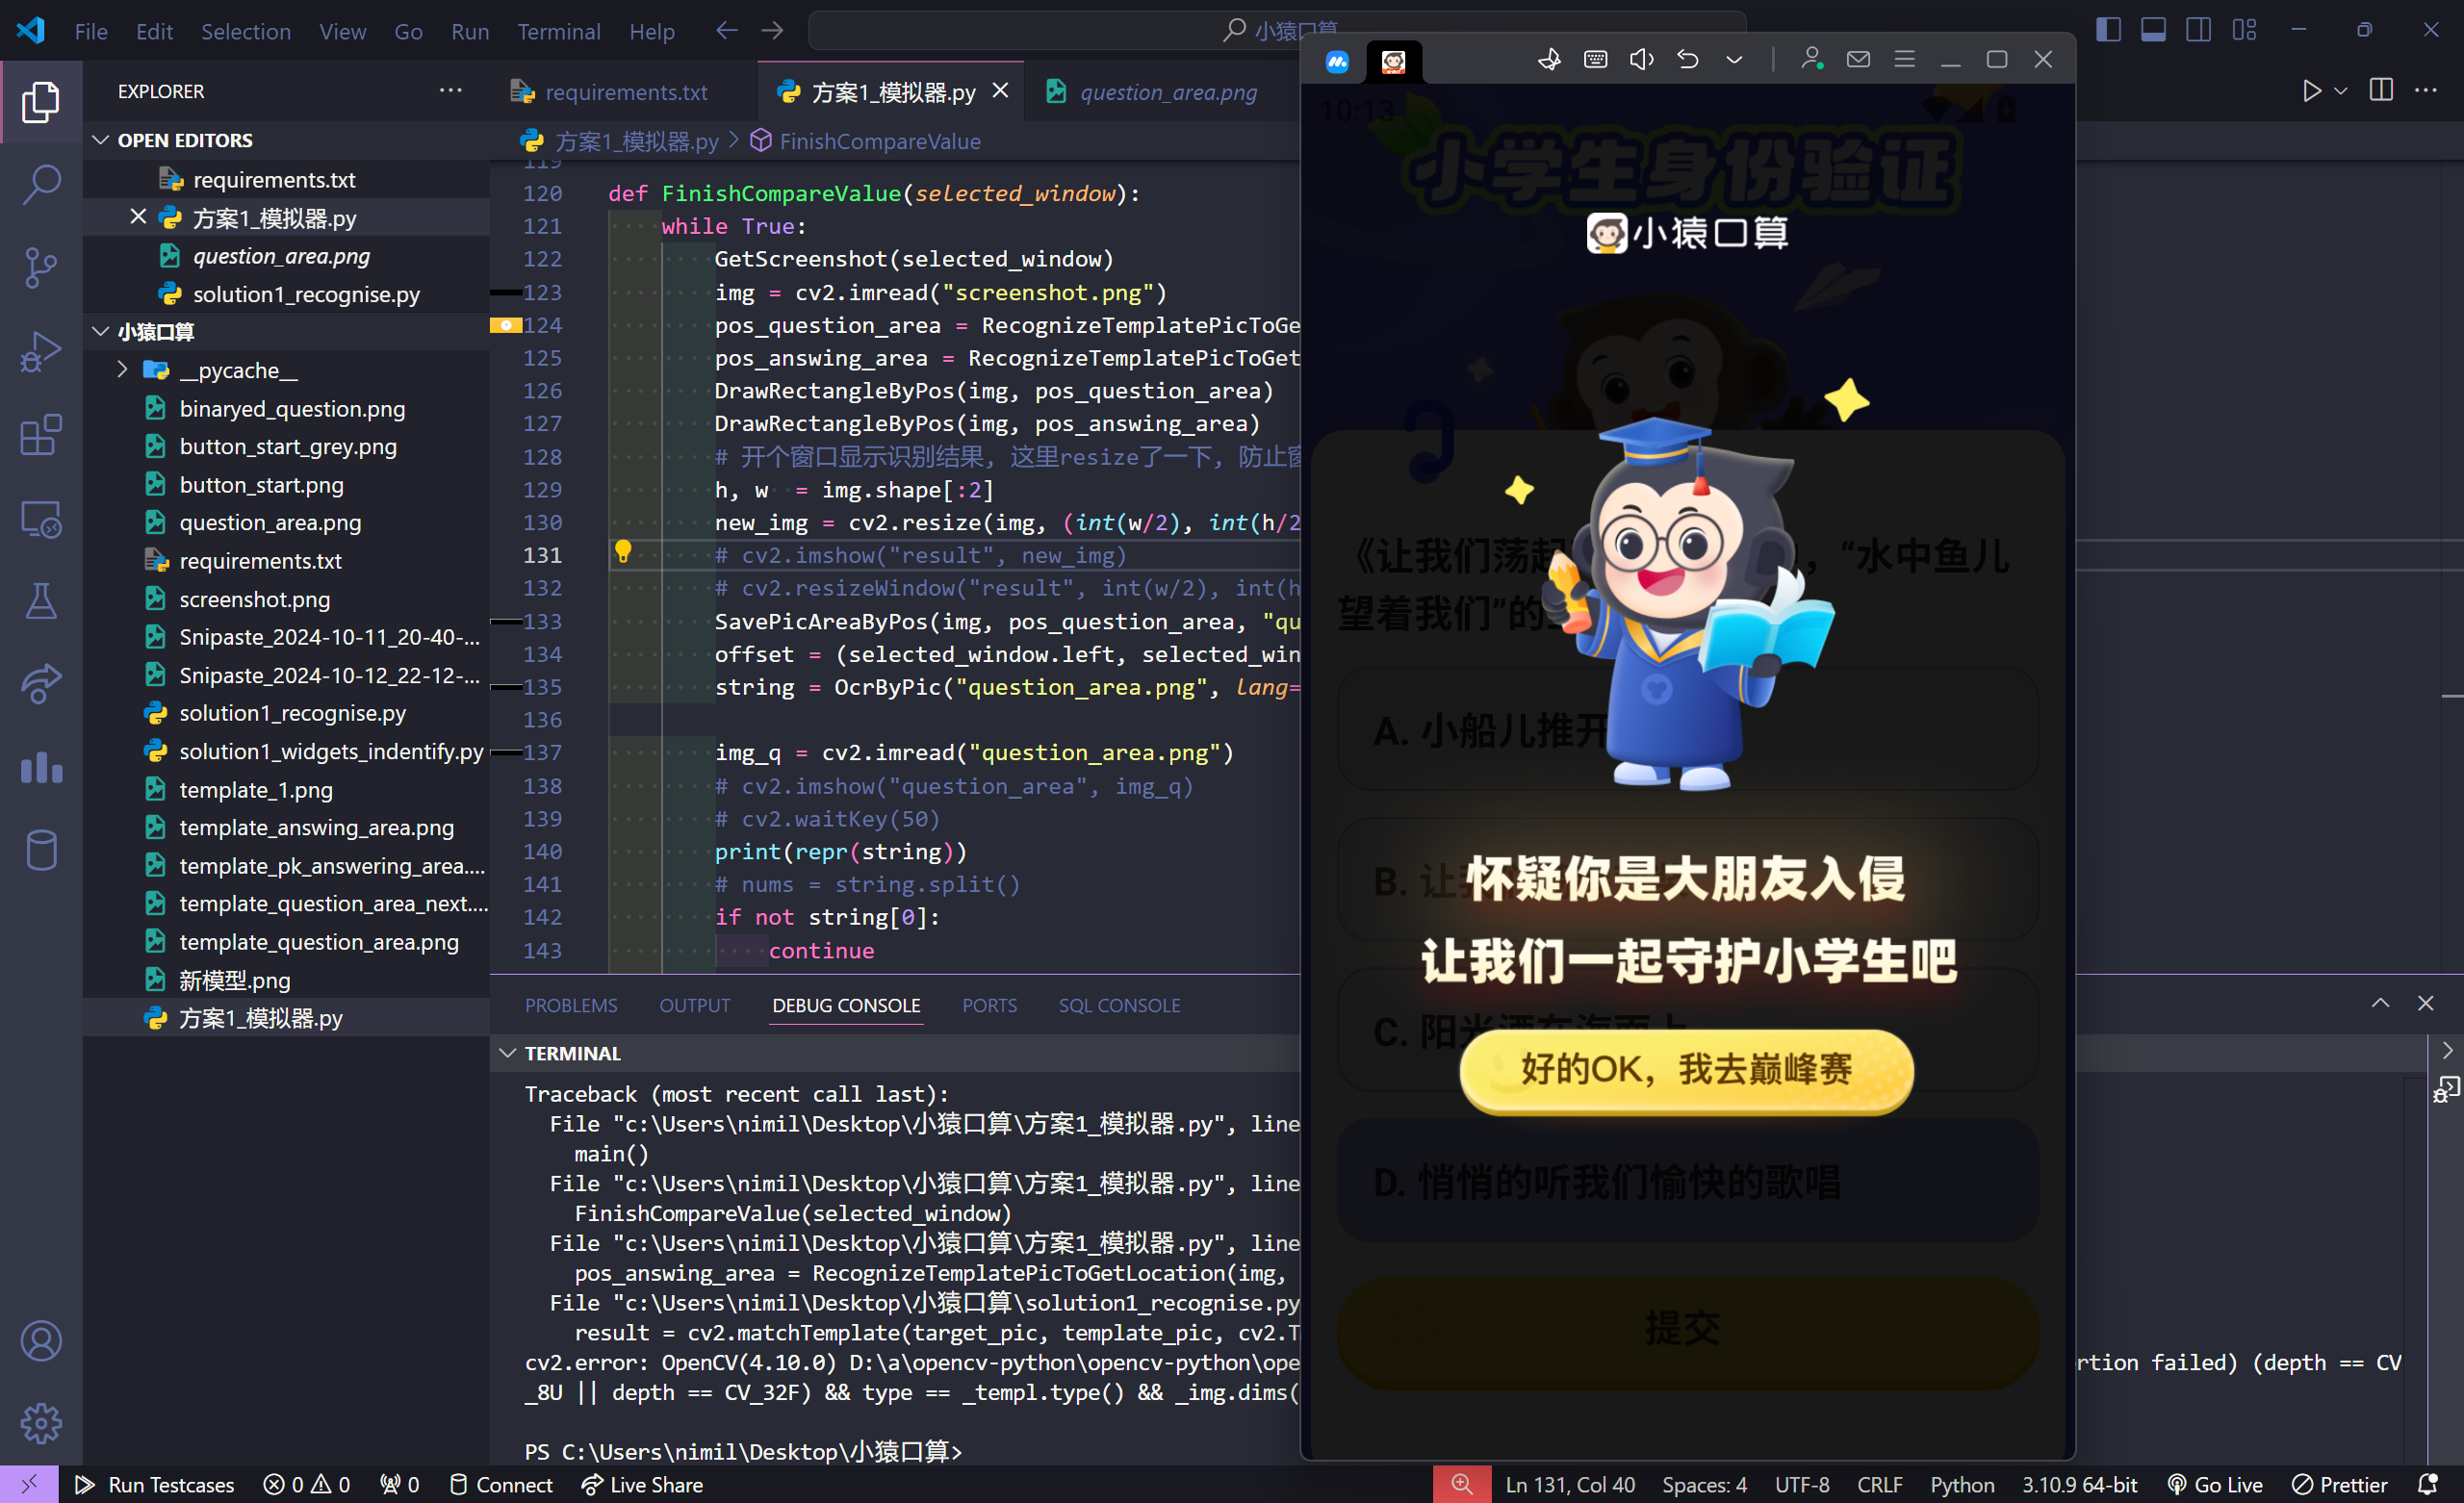 File Edit Selection View Go Run Terminal Help
小猿口算
EXPLORER
OPEN EDITORS
requirements.txt
方案1_模拟器.py
question_area.png
solution1_recognise.py
小猿口算
__pycache__
binaryed_question.png
button_start_grey.png
button_start.png
question_area.png
requirements.txt
screenshot.png
Snipaste_2024-10-11_20-40-...
Snipaste_2024-10-12_22-12-...
solution1_recognise.py
solution1_widgets_indentify.py
template_1.png
template_answing_area.png
template_pk_answering_area....
template_question_area_next....
template_question_area.png
新模型.png
方案1_模拟器.py
requirements.txt
方案1_模拟器.py
question_area.png
方案1_模拟器.py > FinishCompareValue
119
120 def FinishCompareValue(selected_window):
121 while True:
122 GetScreenshot(selected_window)
123 img = cv2.imread("screenshot.png")
124 pos_question_area = RecognizeTemplatePicToGe
125 pos_answing_area = RecognizeTemplatePicToGet
126 DrawRectangleByPos(img, pos_question_area)
127 DrawRectangleByPos(img, pos_answing_area)
128 # 开个窗口显示识别结果, 这里resize了一下, 防止窗
129 h, w = img.shape[:2]
130 new_img = cv2.resize(img, (int(w/2), int(h/2
131 # cv2.imshow("result", new_img)
132 # cv2.resizeWindow("result", int(w/2), int(h
133 SavePicAreaByPos(img, pos_question_area, "qu
134 offset = (selected_window.left, selected_win
135 string = OcrByPic("question_area.png", lang=
136
137 img_q = cv2.imread("question_area.png")
138 # cv2.imshow("question_area", img_q)
139 # cv2.waitKey(50)
140 print(repr(string))
141 # nums = string.split()
142 if not string[0]:
143 continue
PROBLEMS OUTPUT DEBUG CONSOLE PORTS SQL CONSOLE
TERMINAL
Traceback (most recent call last):
File "c:\Users\nimil\Desktop\小猿口算\方案1_模拟器.py", line
main()
File "c:\Users\nimil\Desktop\小猿口算\方案1_模拟器.py", line
FinishCompareValue(selected_window)
File "c:\Users\nimil\Desktop\小猿口算\方案1_模拟器.py", line
pos_answing_area = RecognizeTemplatePicToGetLocation(img,
File "c:\Users\nimil\Desktop\小猿口算\solution1_recognise.py
result = cv2.matchTemplate(target_pic, template_pic, cv2.T
cv2.error: OpenCV(4.10.0) D:\a\opencv-python\opencv-python\ope
rtion failed) (depth == CV
_8U || depth == CV_32F) && type == _templ.type() && _img.dims(
PS C:\Users\nimil\Desktop\小猿口算>
10:13
小学生身份验证
小猿口算
《让我们荡起 ，“水中鱼儿
望着我们”的
A. 小船儿推开
B. 让
怀疑你是大朋友入侵
让我们一起守护小学生吧
C. 阳光洒在海面上
好的OK，我去巅峰赛
D. 悄悄的听我们愉快的歌唱
提交
Run Testcases 0 0 0 Connect Live Share
Ln 131, Col 40 Spaces: 4 UTF-8 CRLF Python 3.10.9 64-bit Go Live Prettier